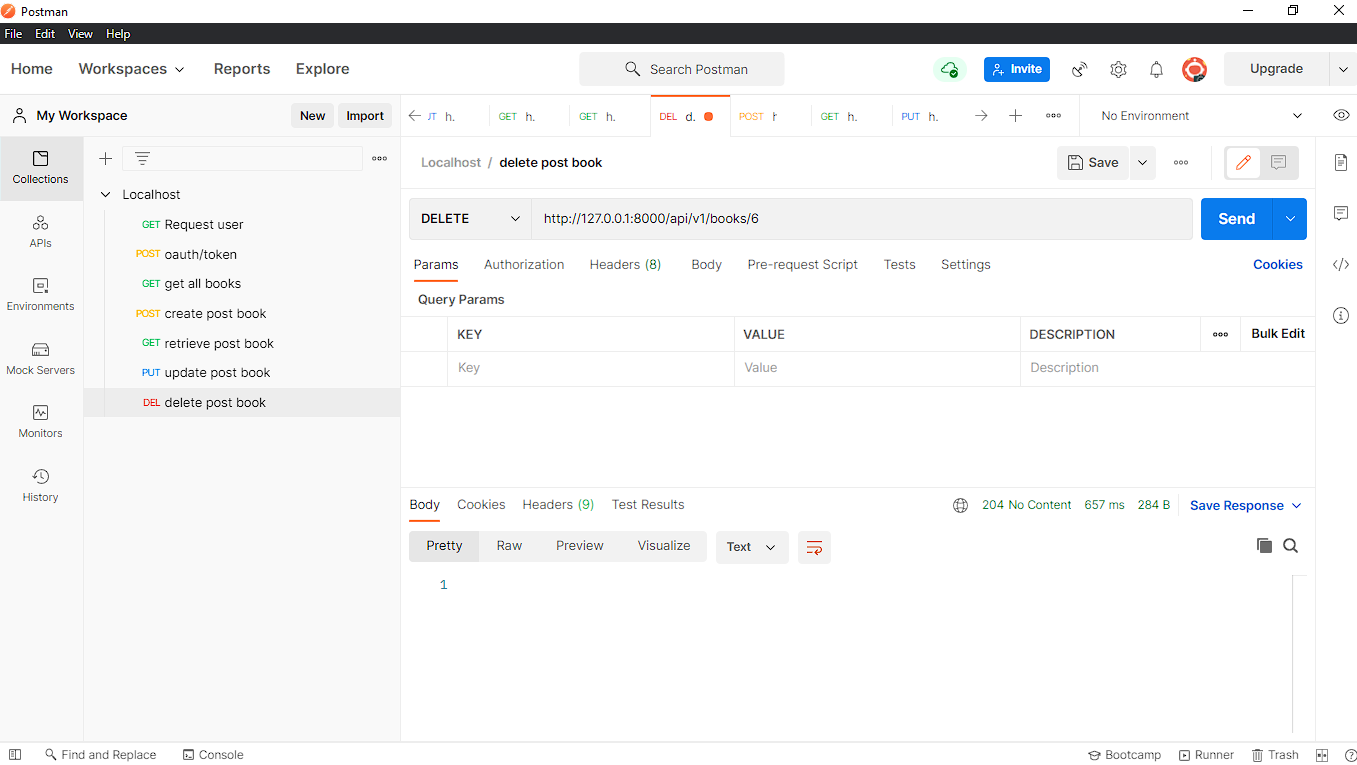 Postman
File Edit View Help
Home Workspaces Reports Explore Search Postman Invite Upgrade
My Workspace New Import
h. GET h. GET h. DEL d. POST GET h. PUT h. No Environment
Collections
APIs
Environments
Mock Servers
Monitors
History
Localhost
GET Request user
POST oauth/token
GET get all books
POST create post book
GET retrieve post book
PUT update post book
DEL delete post book
Localhost / delete post book Save
DELETE http://127.0.0.1:8000/api/v1/books/6 Send
Params Authorization Headers (8) Body Pre-request Script Tests Settings Cookies
Query Params
KEY VALUE DESCRIPTION Bulk Edit
Key Value Description
Body Cookies Headers (9) Test Results 204 No Content 657 ms 284 B Save Response
Pretty Raw Preview Visualize Text
1
Find and Replace Console Bootcamp Runner Trash